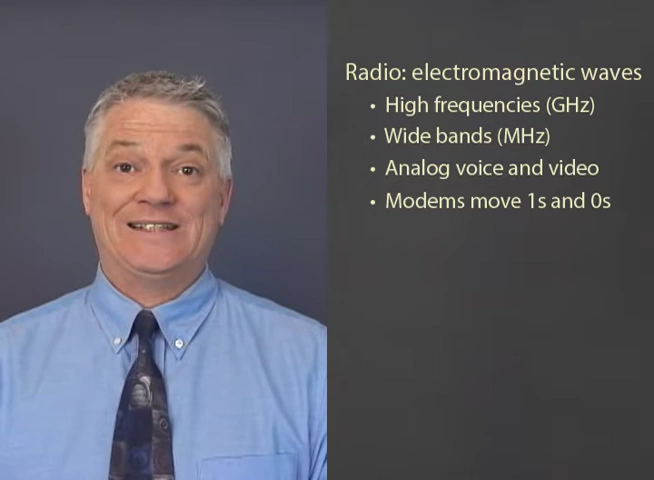 Radio: electromagnetic waves
• High frequencies (GHz)
• Wide bands (MHz)
• Analog voice and video
• Modems move 1s and 0s